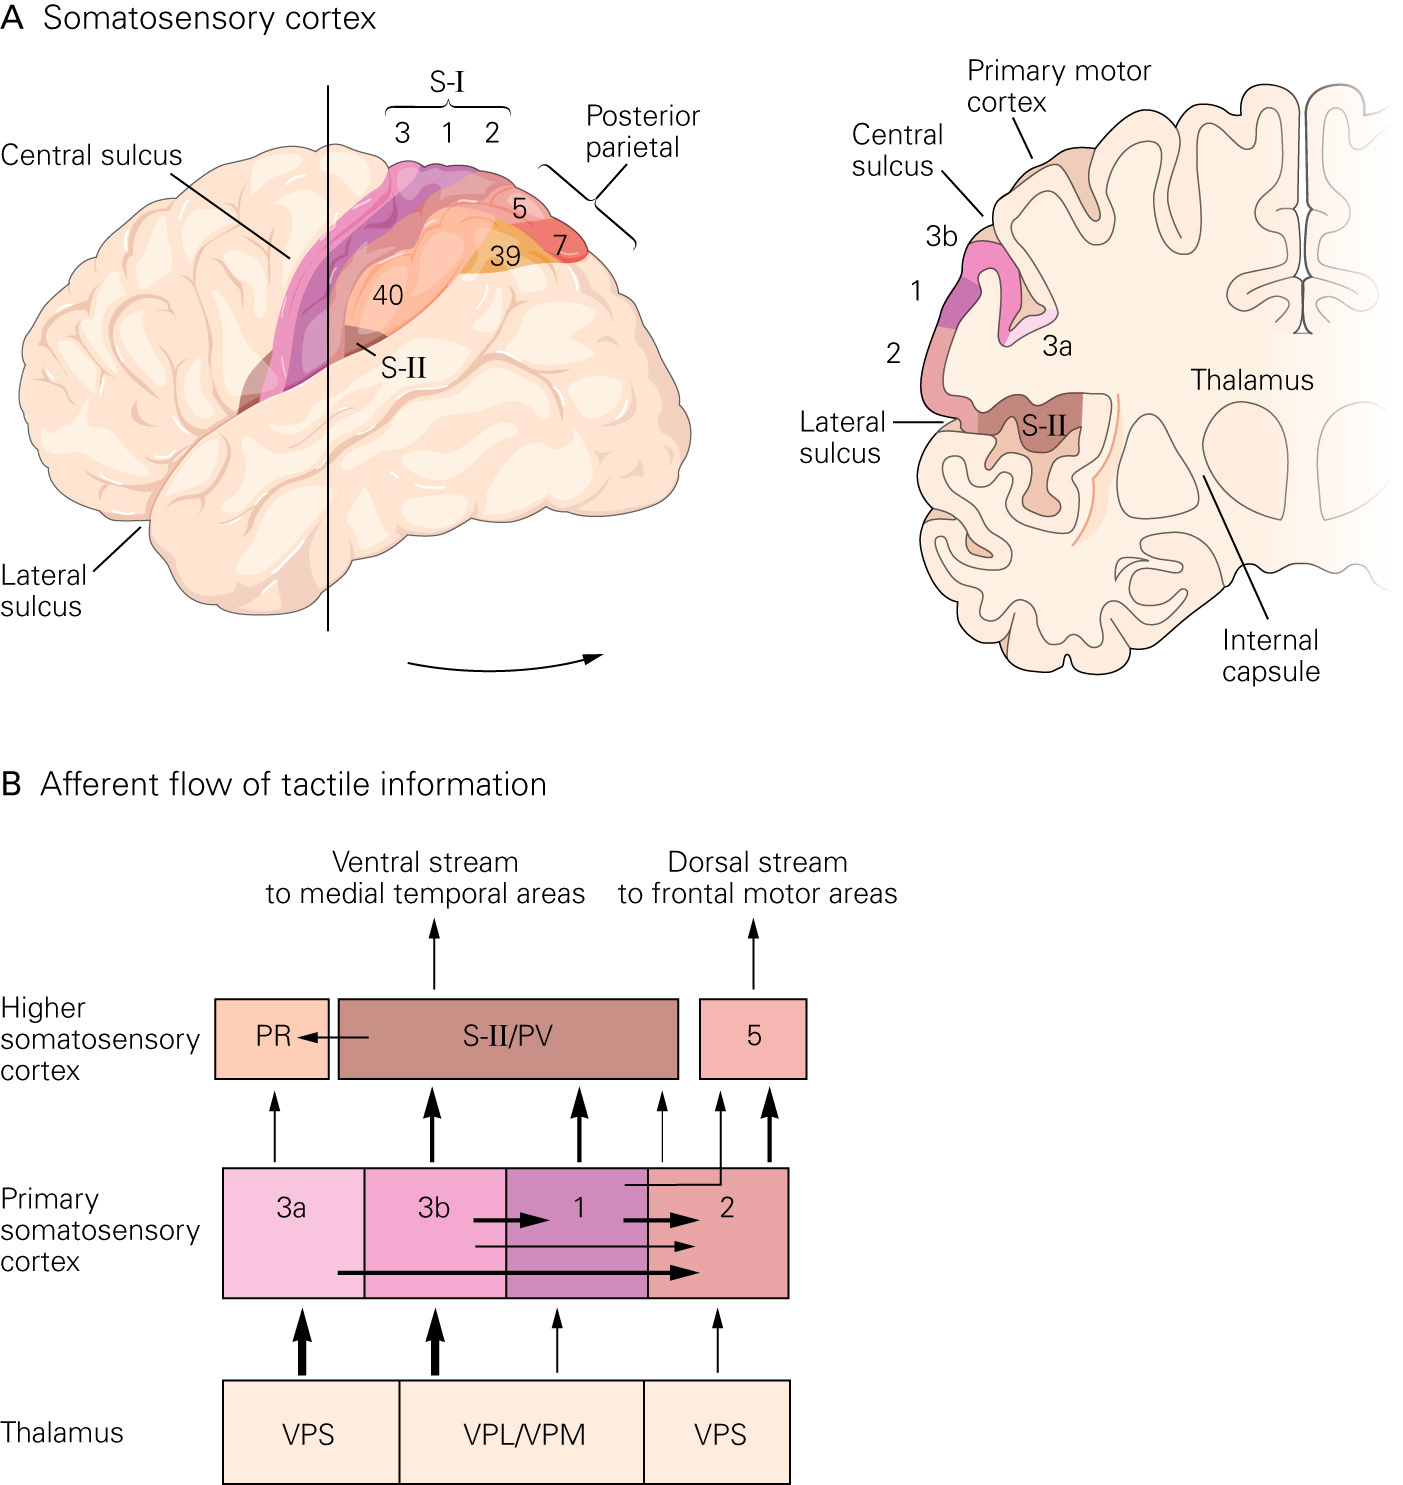 A Somatosensory cortex
S-I
3 1 2
Central sulcus
Posterior
parietal
5
7
39
40
S-II
Lateral
sulcus
Primary motor
cortex
Central
sulcus
3b
1
2
3a
Thalamus
Lateral
sulcus
S-II
Internal
capsule
B Afferent flow of tactile information
Ventral stream
to medial temporal areas
Dorsal stream
to frontal motor areas
Higher
somatosensory
cortex
PR
S-II/PV
5
Primary
somatosensory
cortex
3a
3b
1
2
Thalamus
VPS
VPL/VPM
VPS